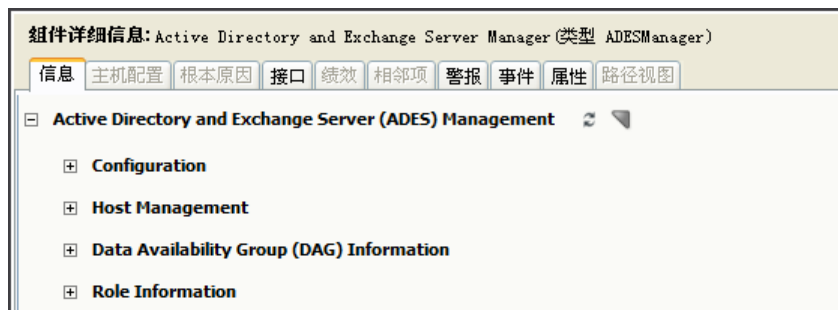 组件详细信息: Active Directory and Exchange Server Manager(类型 ADESManager)
信息 主机配置 根本原因 接口 绩效 相邻项 警报 事件 属性 路径视图
Active Directory and Exchange Server (ADES) Management
Configuration
Host Management
Data Availability Group (DAG) Information
Role Information